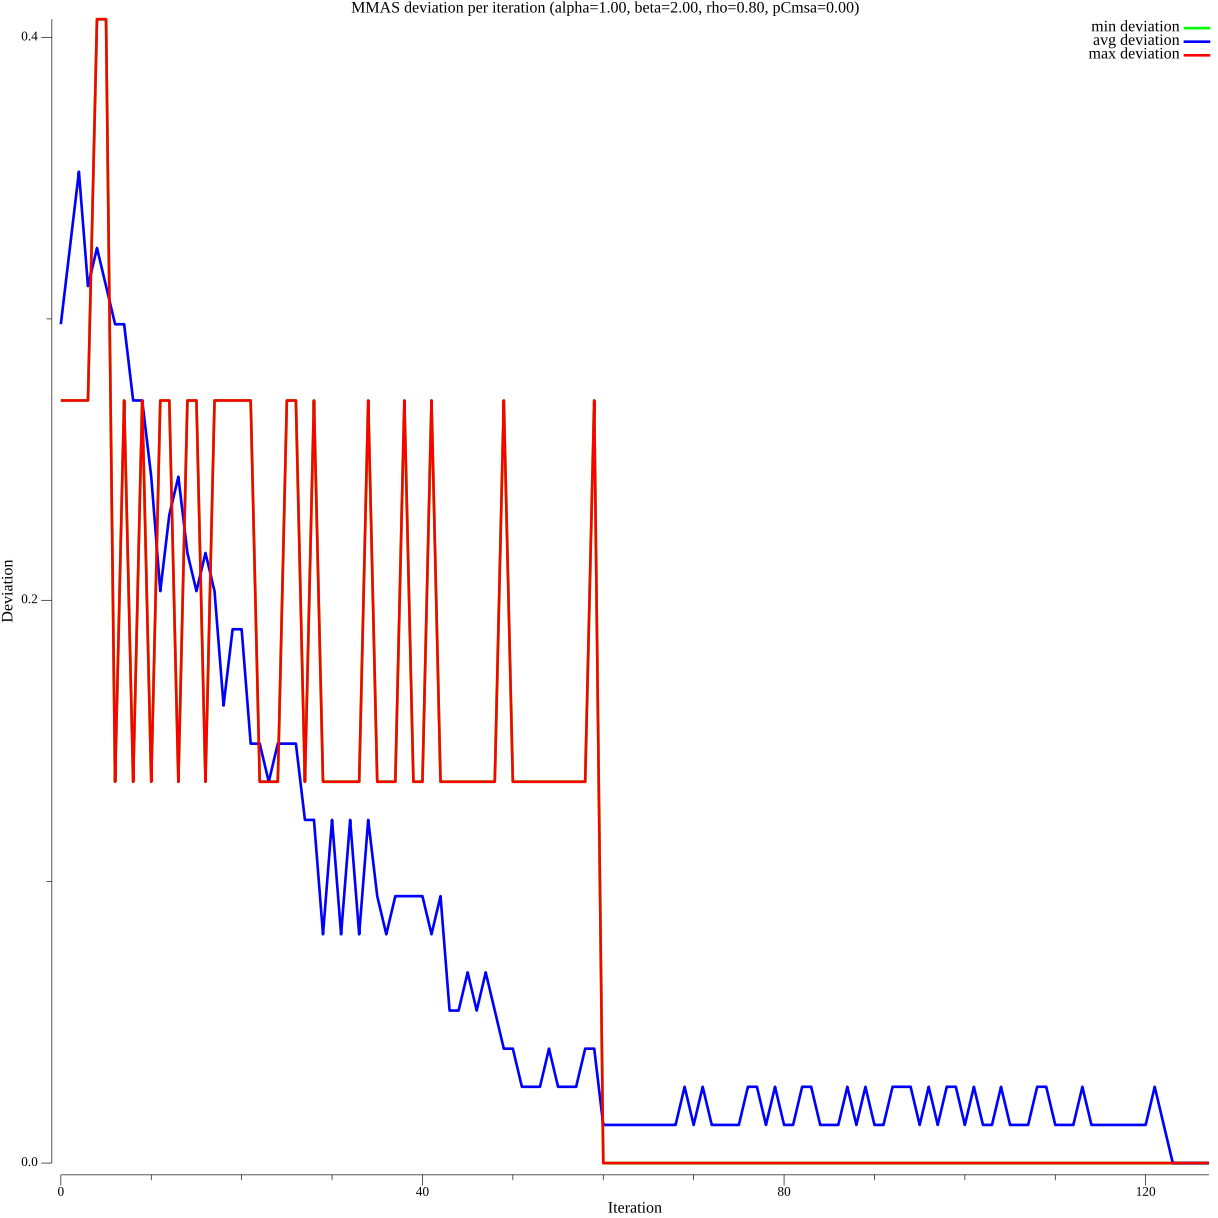 MMAS deviation per iteration (alpha=1.00, beta=2.00, rho=0.80, pCmsa=0.00)
min deviation
avg deviation
max deviation
0.4
0.2
0.0
Deviation
0 40 80 120
Iteration